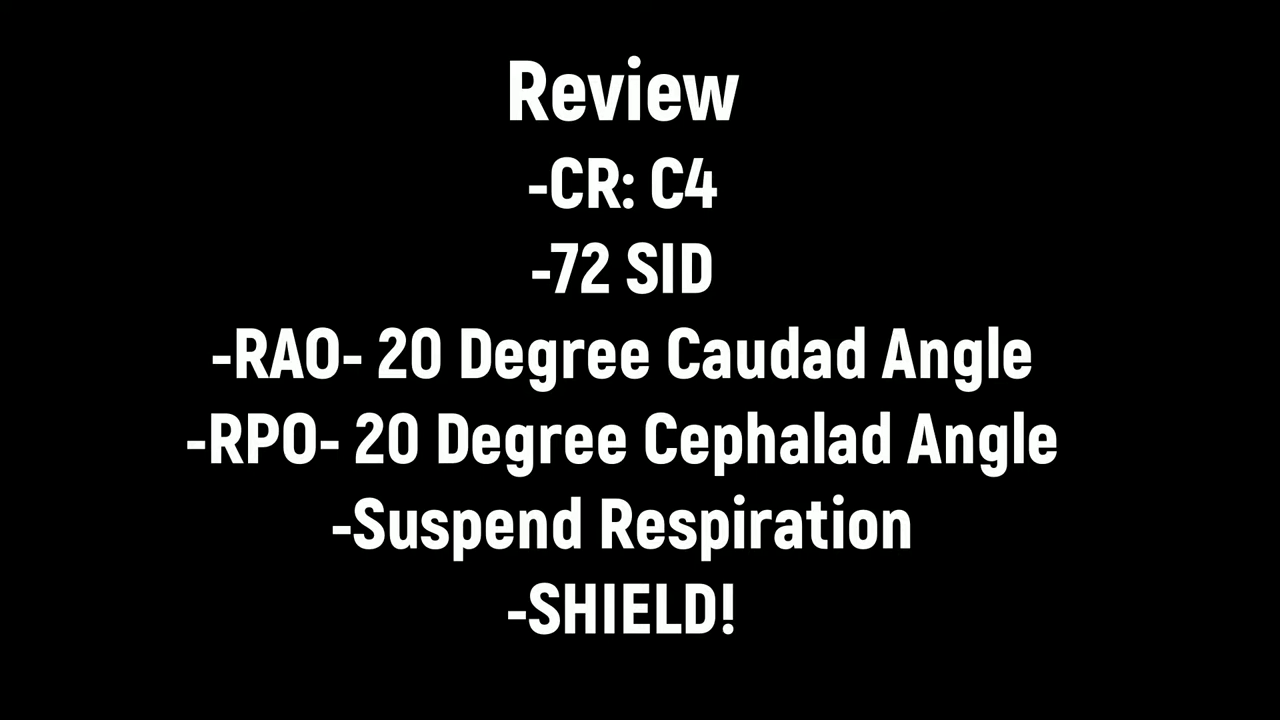 Review
-CR: C4
-72 SID
-RAO- 20 Degree Caudad Angle
-RPO- 20 Degree Cephalad Angle
-Suspend Respiration
-SHIELD!